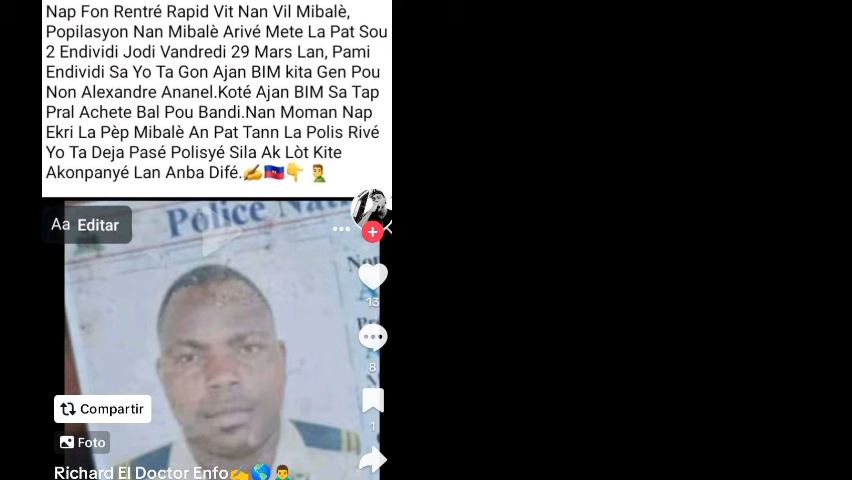 Nap Fon Rentré Rapid Vit Nan Vil Mibalè,
Popilasyon Nan Mibalè Arivé Mete La Pat Sou
2 Endividi Jodi Vandredi 29 Mars Lan, Pami
Endividi Sa Yo Ta Gon Ajan BIM kita Gen Pou
Non Alexandre Ananel.Koté Ajan BIM Sa Tap
Pral Achete Bal Pou Bandi.Nan Moman Nap
Ekri La Pèp Mibalè An Pat Tann La Polis Rivé
Yo Ta Deja Pasé Polisyé Sila Ak Lòt Kite
Akonpanyé Lan Anba Difé.✍️🇭🇹👇 🤦‍♂️
Police
Aa Editar
13
8
1
Compartir
Foto
Richard El Doctor Enfo✍️🌎🙅‍♂️